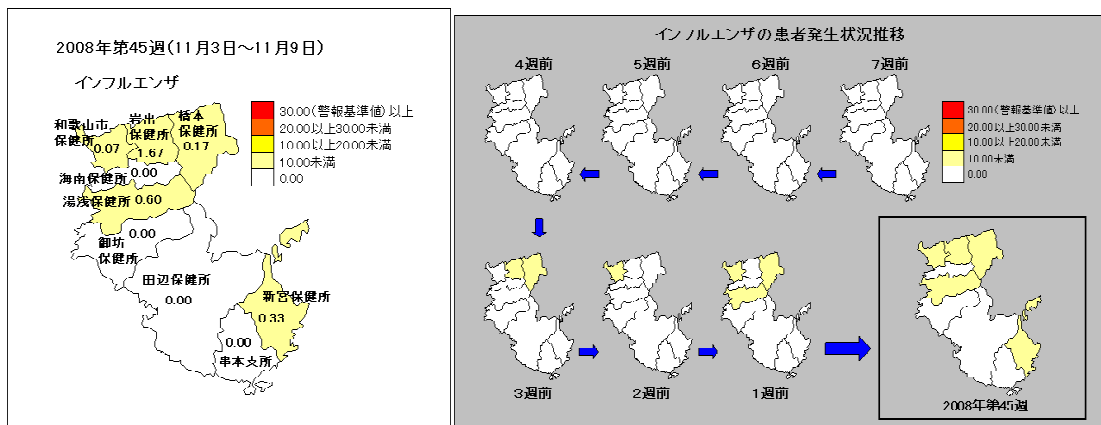 2008年第45週(11月3日～11月9日)
インフルエンザ
30.00(警報基準値)以上
20.00以上30.00未満
10.00以上20.00未満
10.00未満
0.00
和歌山市
保健所
0.07
岩出
保健所
1.67
橋本
保健所
0.17
海南保健所
0.00
湯浅保健所
0.60
御坊
保健所
0.00
田辺保健所
0.00
新宮保健所
0.33
0.00
串本支所
インフルエンザの患者発生状況推移
4週前
5週前
6週前
7週前
30.00(警報基準値)以上
20.00以上30.00未満
10.00以上20.00未満
10.00未満
0.00
3週前
2週前
1週前
2008年第45週